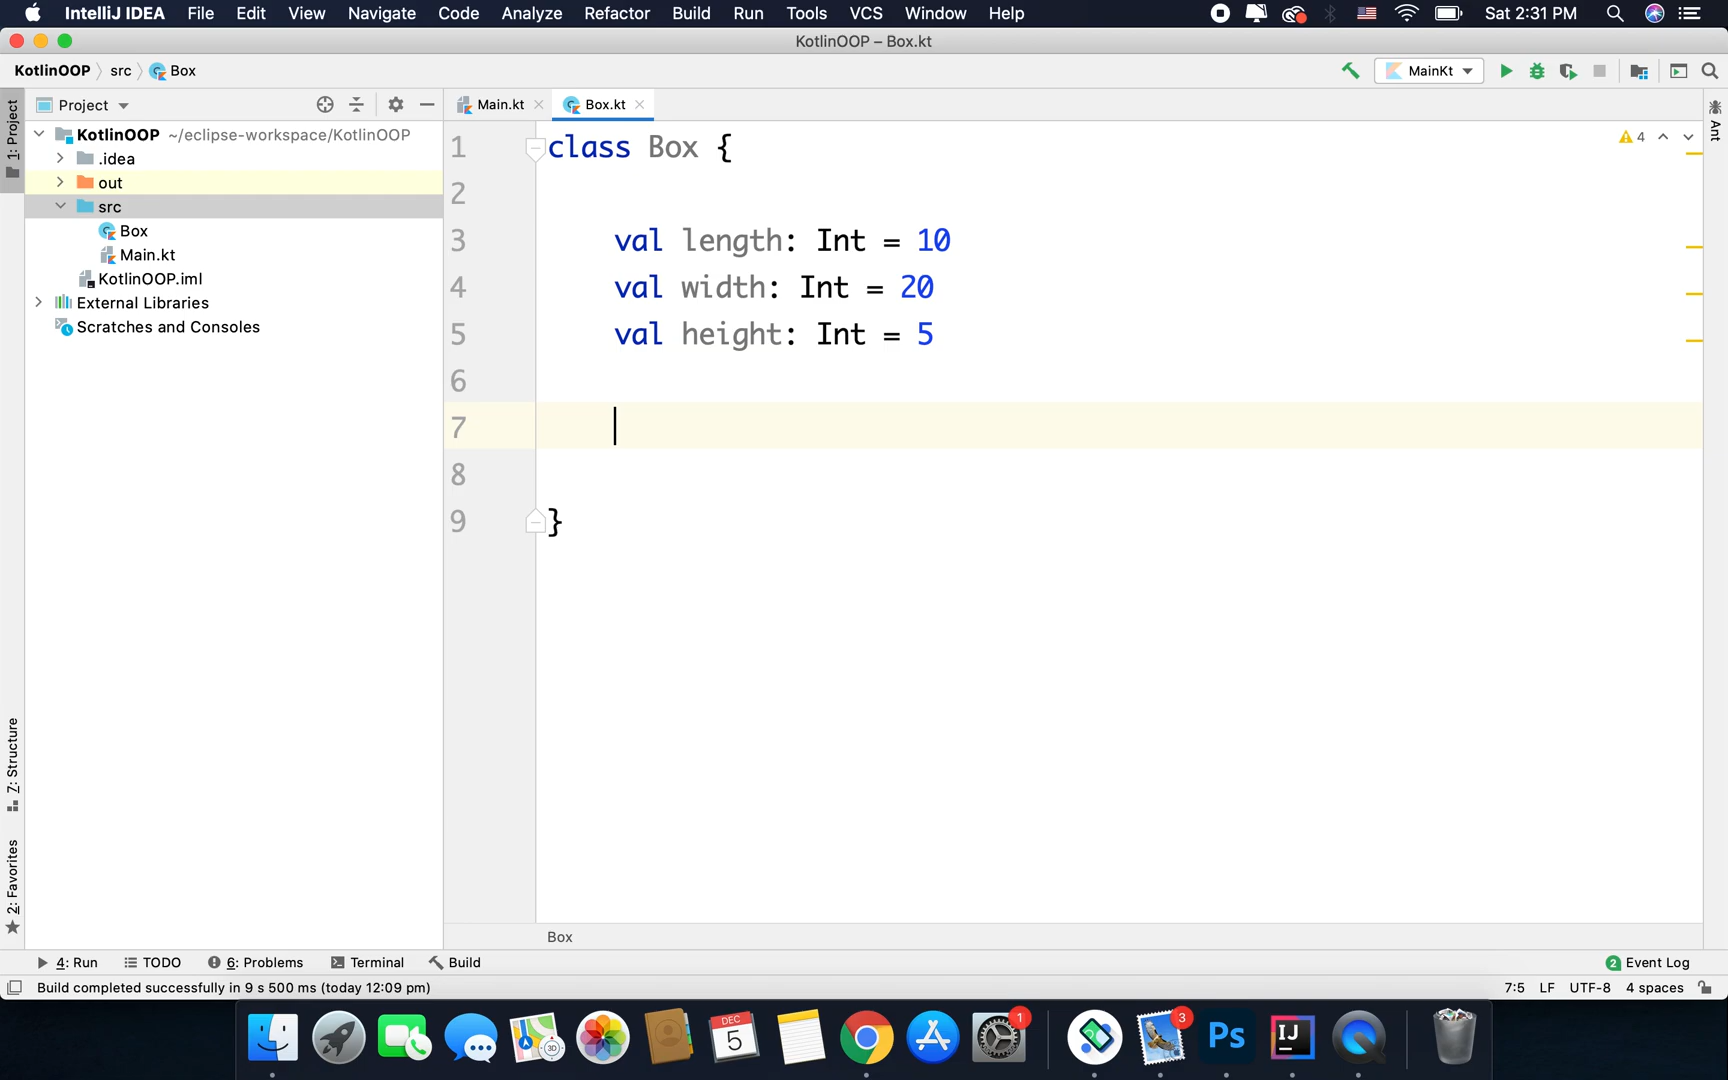 IntelliJ IDEA File Edit View Navigate Code Analyze Refactor Build Run Tools VCS Window Help Sat 2:31 PM
KotlinOOP – Box.kt
KotlinOOP src Box MainKt
Project Main.kt Box.kt
1: Project
Ant
KotlinOOP ~/eclipse-workspace/KotlinOOP
.idea
out
src
Box
Main.kt
KotlinOOP.iml
External Libraries
Scratches and Consoles
4
1 class Box {
2
3 val length: Int = 10
4 val width: Int = 20
5 val height: Int = 5
6
7
8
9 }
Z: Structure
2: Favorites
Box
4: Run TODO 6: Problems Terminal Build 2 Event Log
Build completed successfully in 9 s 500 ms (today 12:09 pm) 7:5 LF UTF-8 4 spaces
3D DEC 5 1 3 Ps IJ